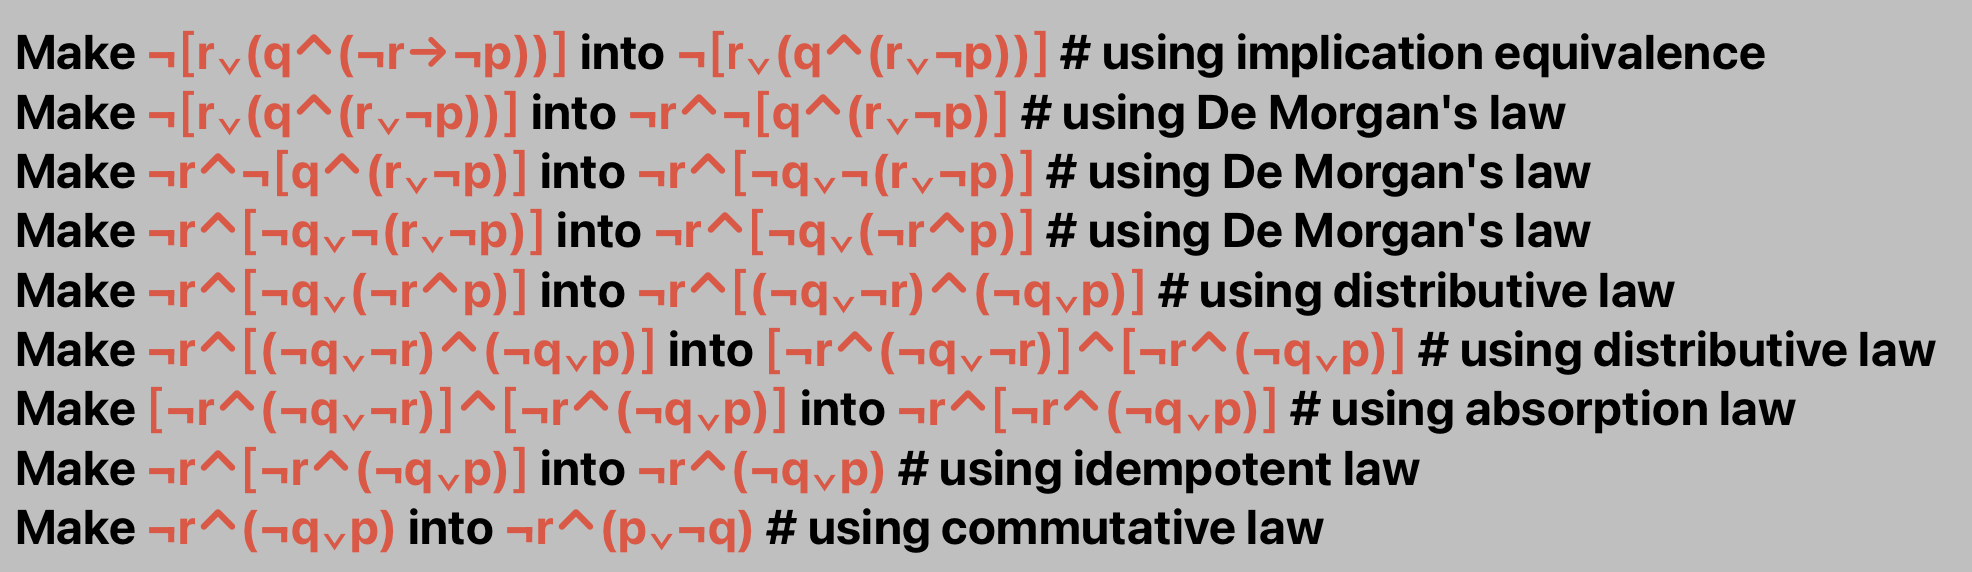 Make ¬[r˅(q^(¬r→¬p))] into ¬[r˅(q^(r˅¬p))] # using implication equivalence
Make ¬[r˅(q^(r˅¬p))] into ¬r^¬[q^(r˅¬p)] # using De Morgan's law
Make ¬r^¬[q^(r˅¬p)] into ¬r^[¬q˅¬(r˅¬p)] # using De Morgan's law
Make ¬r^[¬q˅¬(r˅¬p)] into ¬r^[¬q˅(¬r^p)] # using De Morgan's law
Make ¬r^[¬q˅(¬r^p)] into ¬r^[(¬q˅¬r)^(¬q˅p)] # using distributive law
Make ¬r^[(¬q˅¬r)^(¬q˅p)] into [¬r^(¬q˅¬r)]^[¬r^(¬q˅p)] # using distributive law
Make [¬r^(¬q˅¬r)]^[¬r^(¬q˅p)] into ¬r^[¬r^(¬q˅p)] # using absorption law
Make ¬r^[¬r^(¬q˅p)] into ¬r^(¬q˅p) # using idempotent law
Make ¬r^(¬q˅p) into ¬r^(p˅¬q) # using commutative law